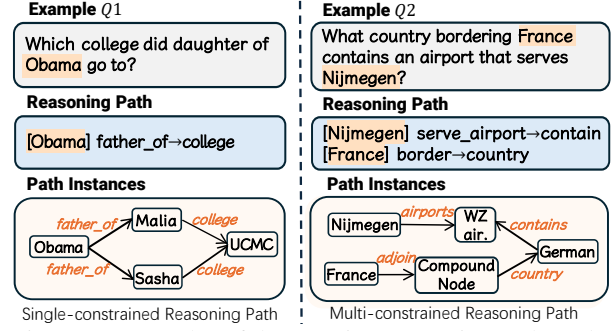 Example Q1
Which college did daughter of
Obama go to?
Reasoning Path
[Obama] father_of→college
Path Instances
father_of
Malia
college
Obama
UCMC
father_of
Sasha
college
Single-constrained Reasoning Path
Example Q2
What country bordering France
contains an airport that serves
Nijmegen?
Reasoning Path
[Nijmegen] serve_airport→contain
[France] border→country
Path Instances
Nijmegen
airports
WZ
air.
contains
German
France
adjoin
Compound
Node
country
Multi-constrained Reasoning Path